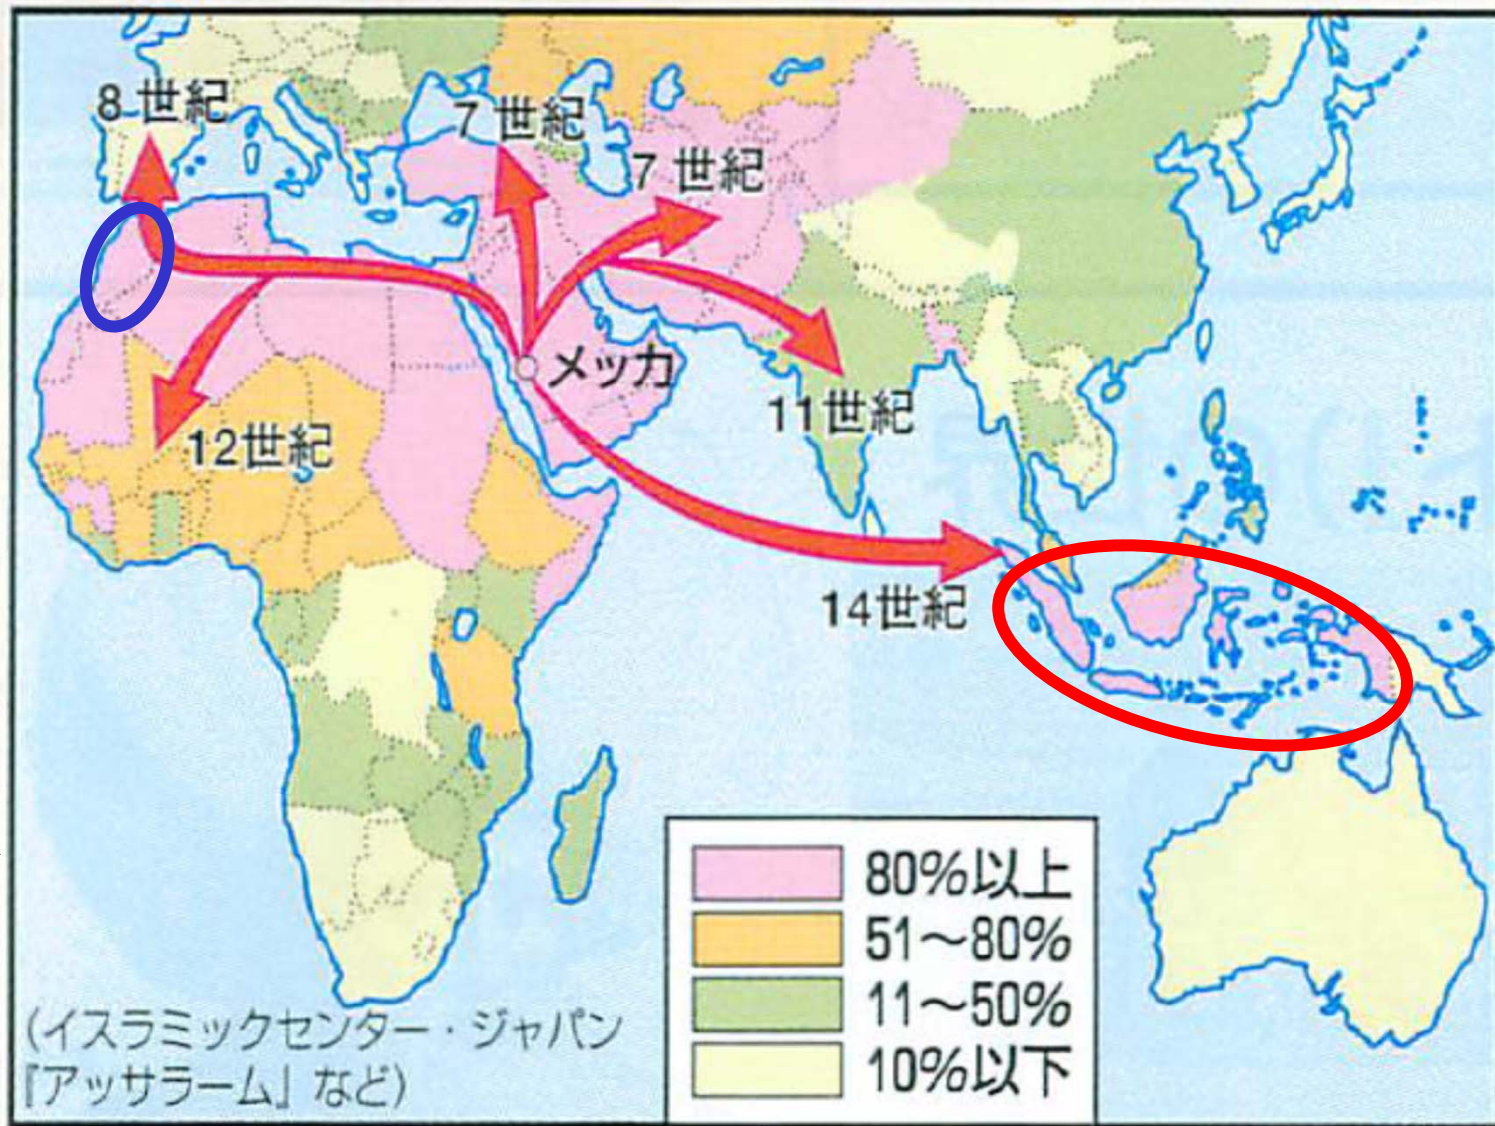 8世紀
7世紀
7世紀
メッカ
11世紀
12世紀
14世紀
80%以上
51〜80%
11〜50%
10%以下
(イスラミックセンター・ジャパン
『アッサラーム』など)